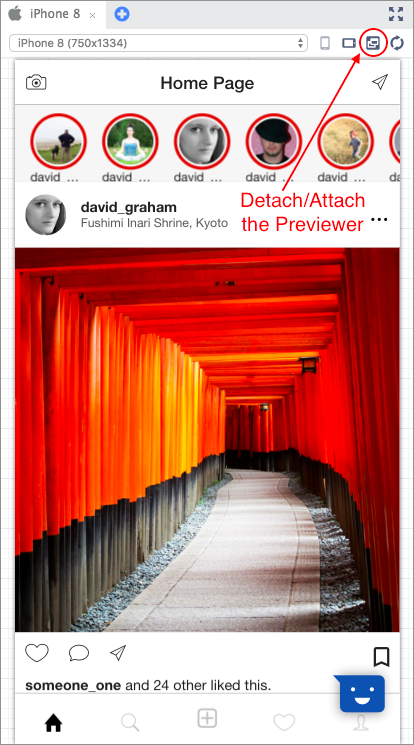 iPhone 8
iPhone 8 (750x1334)
Home Page
david_... david_... david_... david_... david_...
Detach/Attach
the Previewer
david_graham
Fushimi Inari Shrine, Kyoto
someone_one and 24 other liked this.